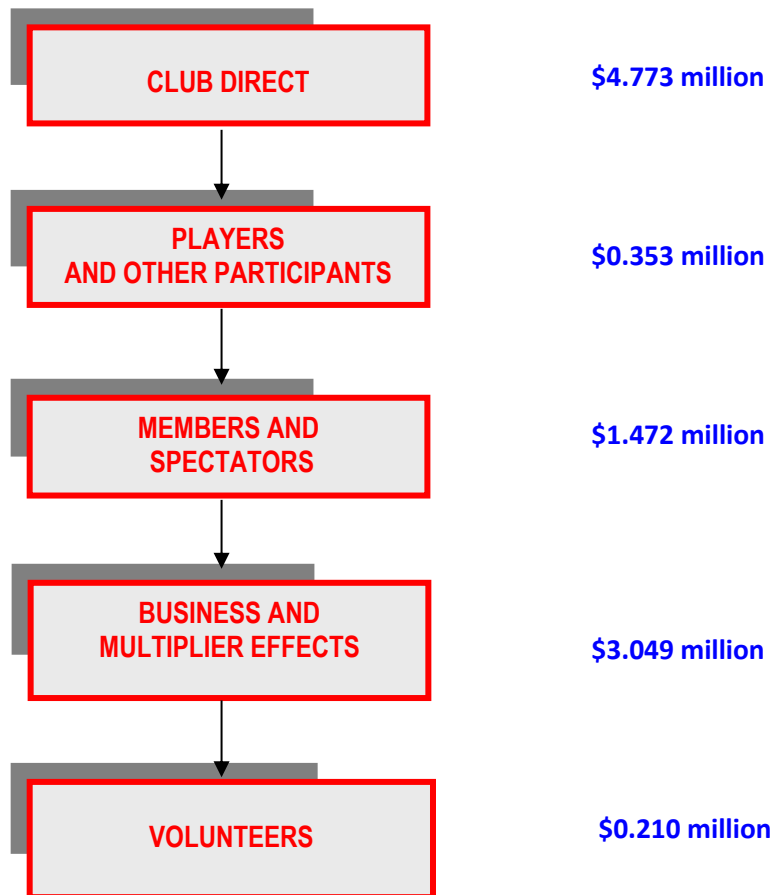 CLUB DIRECT
$4.773 million
PLAYERS
AND OTHER PARTICIPANTS
$0.353 million
MEMBERS AND
SPECTATORS
$1.472 million
BUSINESS AND
MULTIPLIER EFFECTS
$3.049 million
VOLUNTEERS
$0.210 million